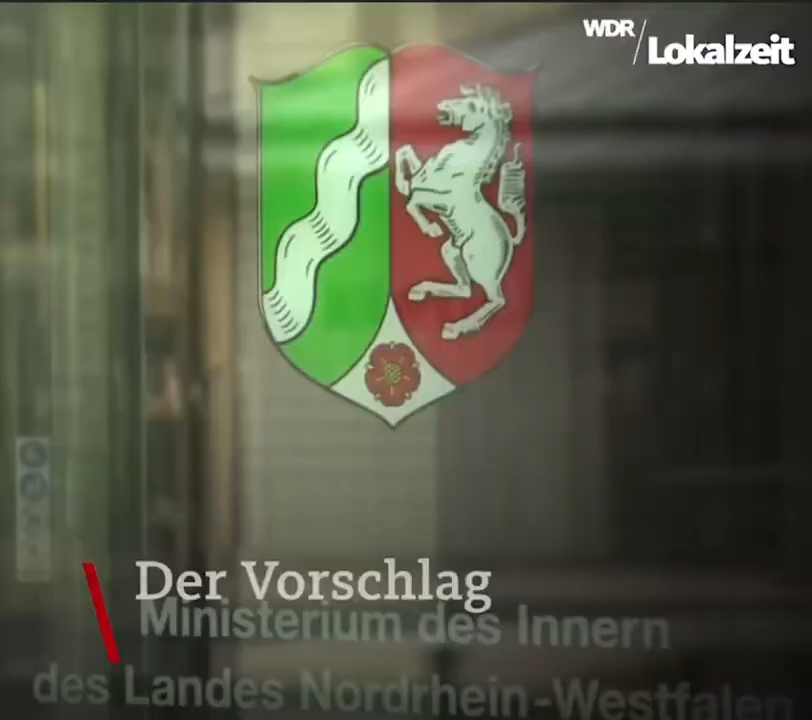 WDR
Lokalzeit
Der Vorschlag
Ministerium des Innern
des Landes Nordrhein-Westfalen